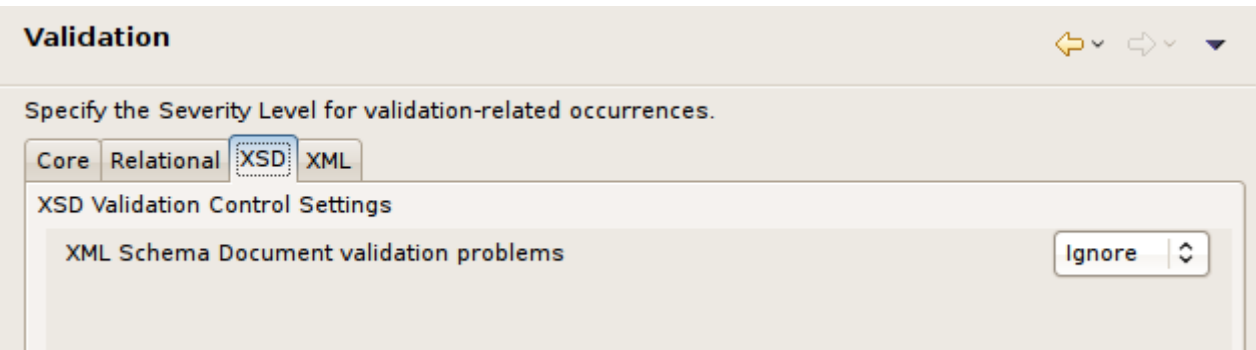 Validation
Specify the Severity Level for validation-related occurrences.
Core Relational XSD XML
XSD Validation Control Settings
XML Schema Document validation problems Ignore